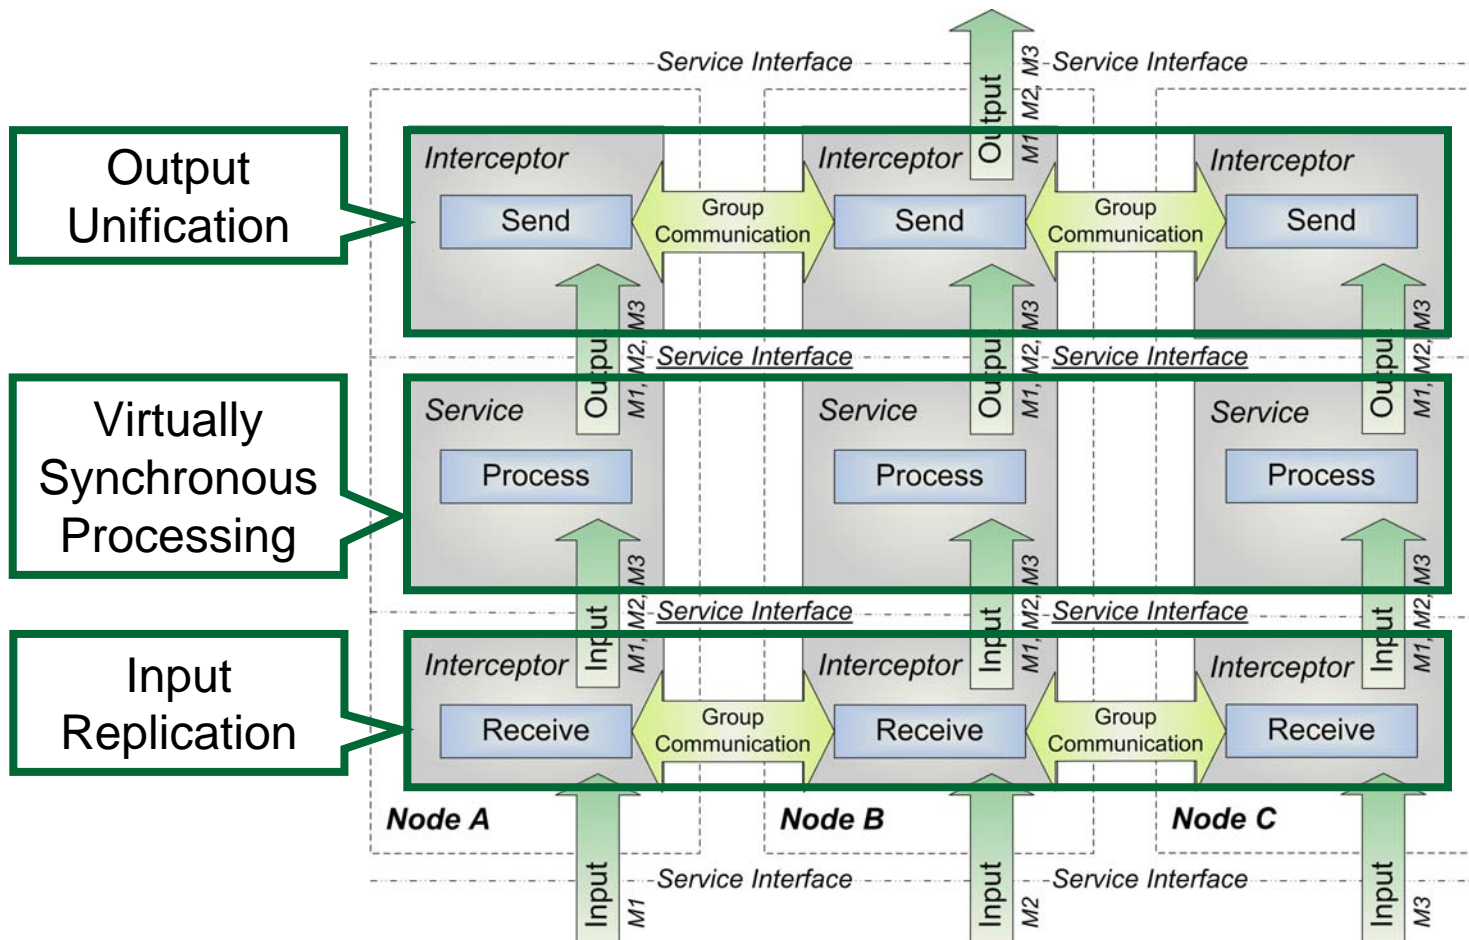 Service Interface
Service Interface
Output
M1, M2, M3
Output
Unification
Interceptor
Interceptor
Interceptor
Send
Group
Communication
Send
Group
Communication
Send
Output
M1, M2, M3
Output
M1, M2, M3
Output
M1, M2, M3
Service Interface
Service Interface
Virtually
Synchronous
Processing
Service
Service
Service
Process
Process
Process
Input
M1, M2, M3
Input
M1, M2, M3
Input
M1, M2, M3
Service Interface
Service Interface
Input
Replication
Interceptor
Interceptor
Interceptor
Receive
Group
Communication
Receive
Group
Communication
Receive
Node A
Node B
Node C
Service Interface
Service Interface
Input
M1
Input
M2
Input
M3